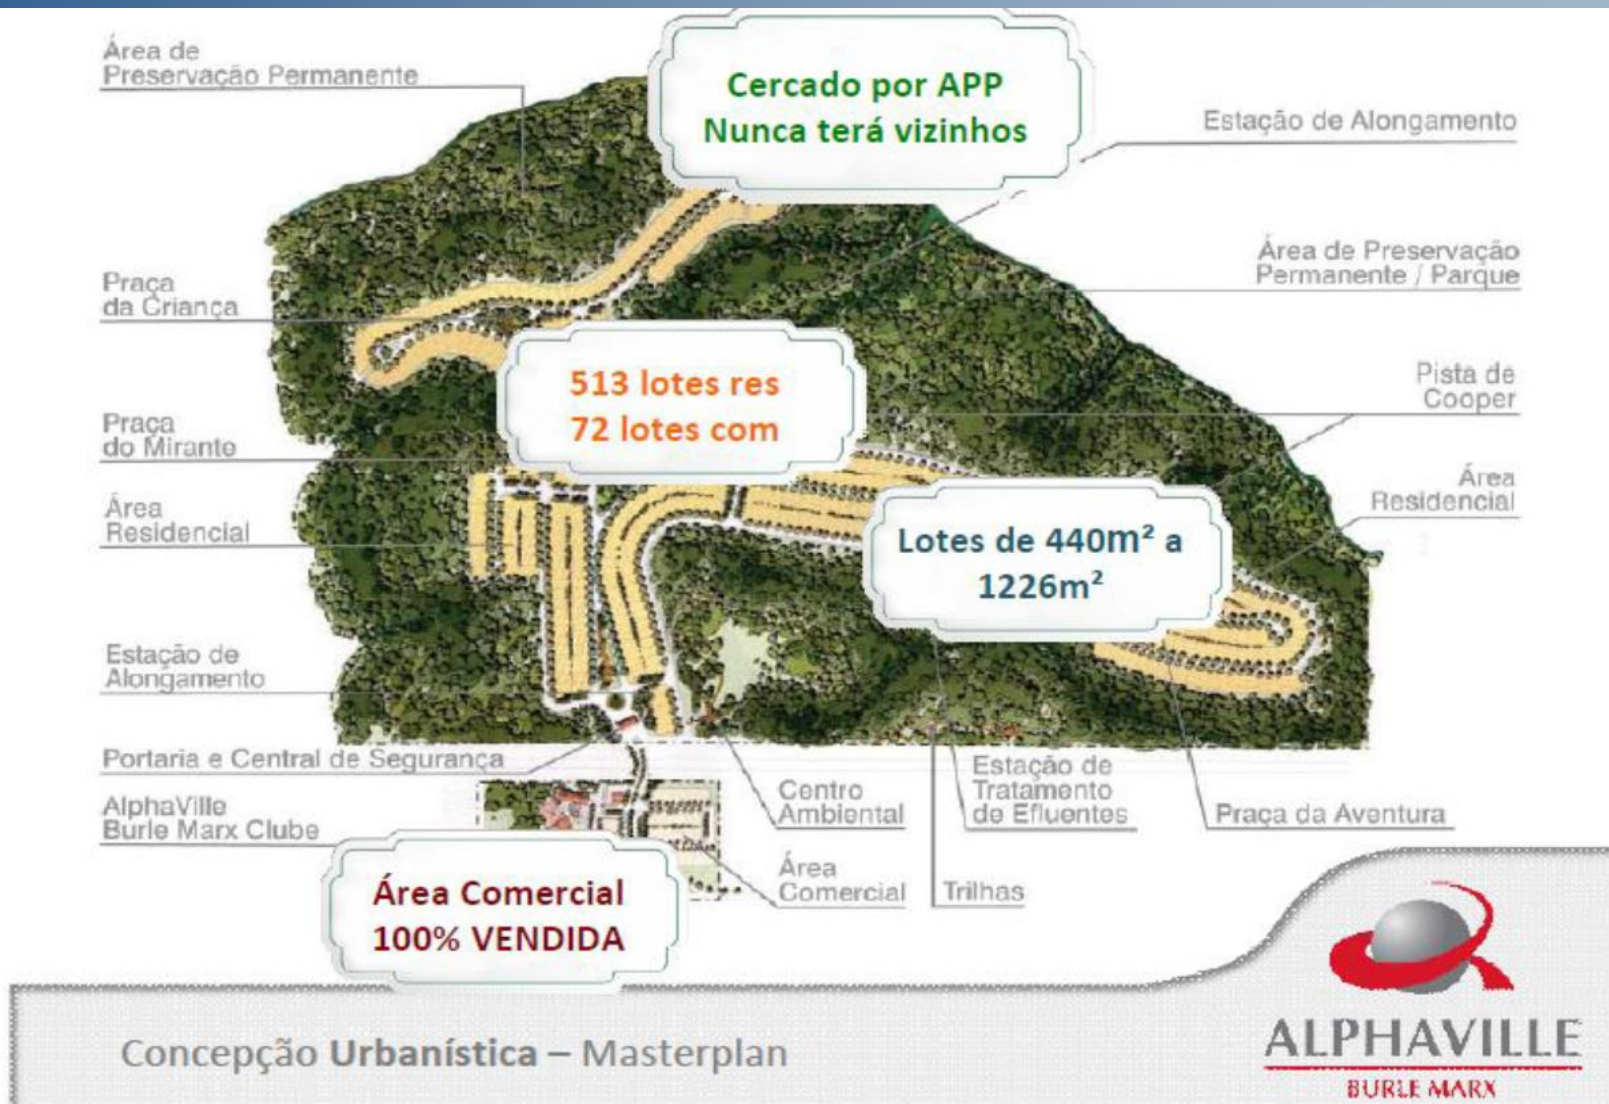 Área de
Preservação Permanente
Cercado por APP
Nunca terá vizinhos
Estação de Alongamento
Área de Preservação
Permanente / Parque
Praça
da Criança
513 lotes res
72 lotes com
Pista de
Cooper
Praça
do Mirante
Área
Residencial
Área
Residencial
Lotes de 440m² a
1226m²
Estação de
Alongamento
Portaria e Central de Segurança
AlphaVille
Burle Marx Clube
Centro
Ambiental
Estação de
Tratamento
de Efluentes
Praça da Aventura
Área
Comercial
Trilhas
Área Comercial
100% VENDIDA
Concepção Urbanística – Masterplan
ALPHAVILLE
BURLE MARX